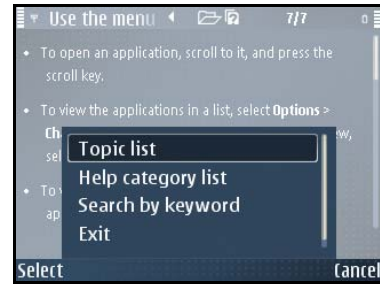 Use the menu 7/7
• To open an application, scroll to it, and press the
scroll key.
• To view the applications in a list, select Options >
Topic list
Help category list
Search by keyword
Exit
Select Cancel